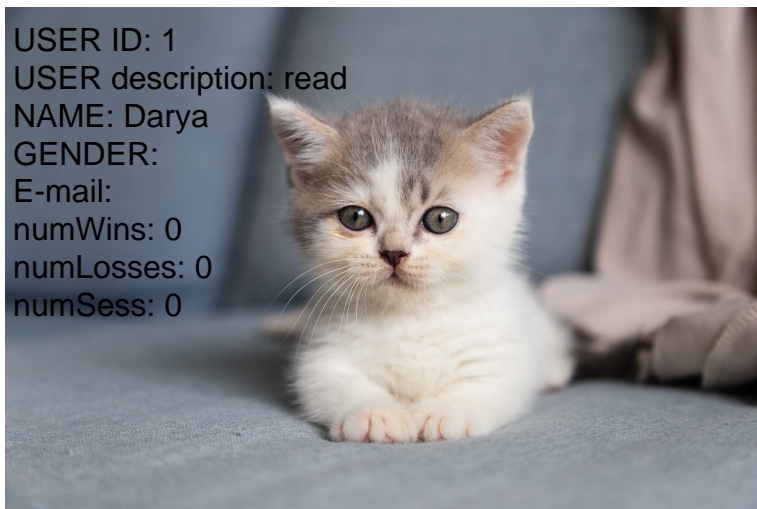 USER ID: 1
USER description: read
NAME: Darya
GENDER:
E-mail:
numWins: 0
numLosses: 0
numSess: 0